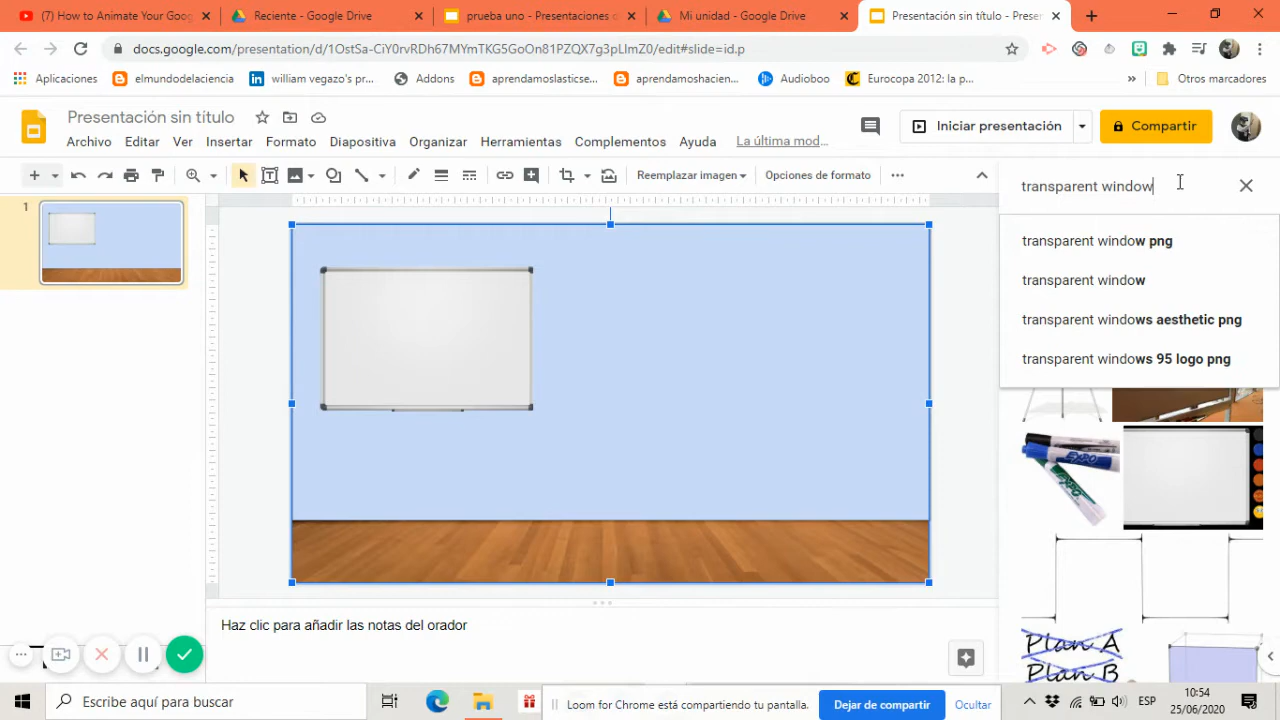 (7) How to Animate Your Goog
Reciente - Google Drive
prueba uno - Presentaciones
Mi unidad - Google Drive
Presentación sin título - Presen
docs.google.com/presentation/d/1OstSa-CiY0rvRDh67MYmTKG5GoOn81PZQX7g3pLlmZ0/edit#slide=id.p
Aplicaciones
elmundodelaciencia
william vegazo's pr...
Addons
aprendamoslasticse...
aprendamoshacien...
Audioboo
Eurocopa 2012: la p...
»
Otros marcadores
Presentación sin título
Archivo Editar Ver Insertar Formato Diapositiva Organizar Herramientas Complementos Ayuda La última mod...
Iniciar presentación
Compartir
Reemplazar imagen
Opciones de formato
transparent window
transparent window png
transparent window
transparent windows aesthetic png
transparent windows 95 logo png
1
EXPO
EXPO
Plan A
Plan B
Haz clic para añadir las notas del orador
Escribe aquí para buscar
Loom for Chrome está compartiendo tu pantalla.
Dejar de compartir
Ocultar
ESP
10:54
25/06/2020